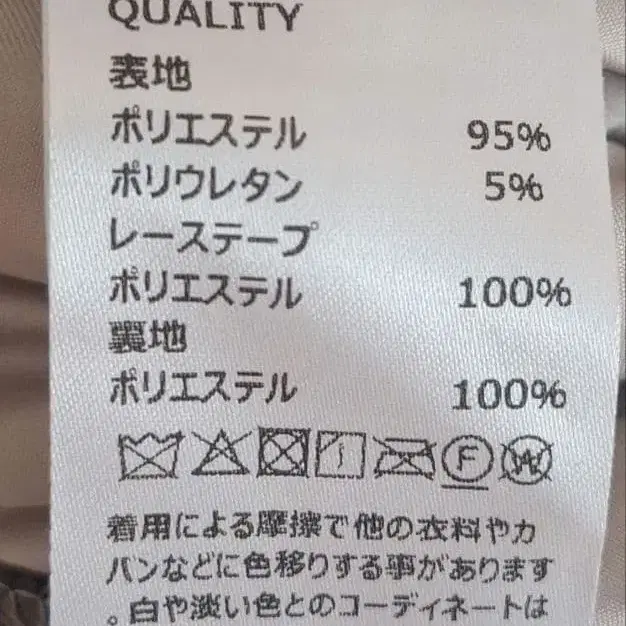 QUALITY
表地
ポリエステル 95%
ポリウレタン 5%
レーステープ
ポリエステル 100%
裏地
ポリエステル 100%
F W
着用による摩擦で他の衣料やカ
バンなどに色移りする事があります
。白や淡い色とのコーディネートは